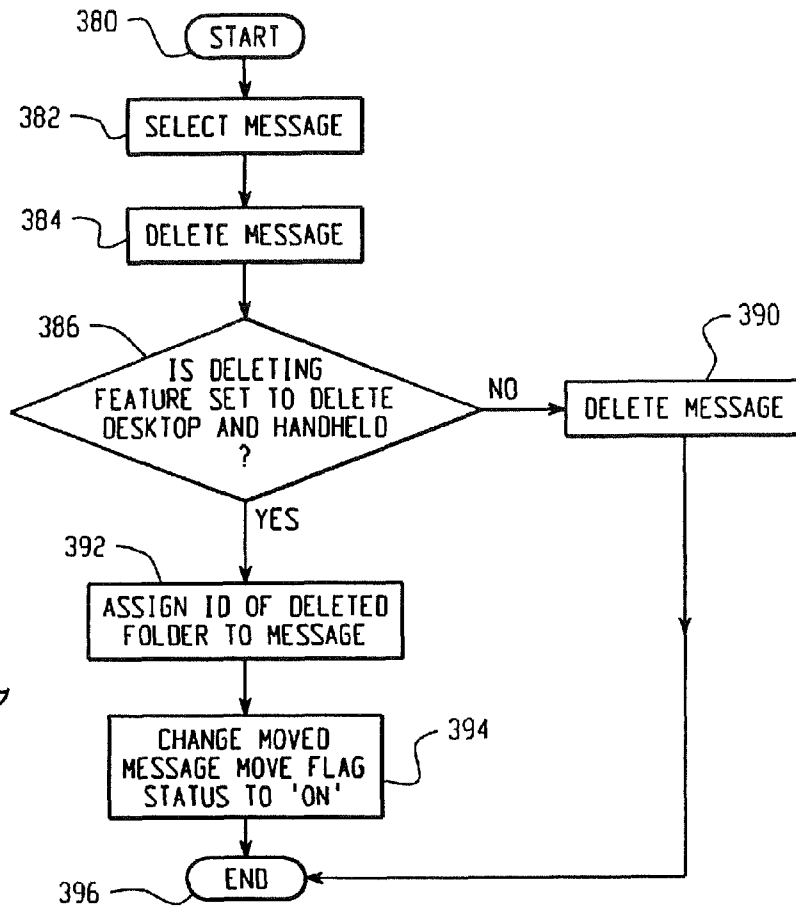 380
START
382
SELECT MESSAGE
384
DELETE MESSAGE
386
IS DELETING
FEATURE SET TO DELETE
DESKTOP AND HANDHELD
?
NO
390
DELETE MESSAGE
YES
392
ASSIGN ID OF DELETED
FOLDER TO MESSAGE
CHANGE MOVED
MESSAGE MOVE FLAG
STATUS TO 'ON'
394
END
396